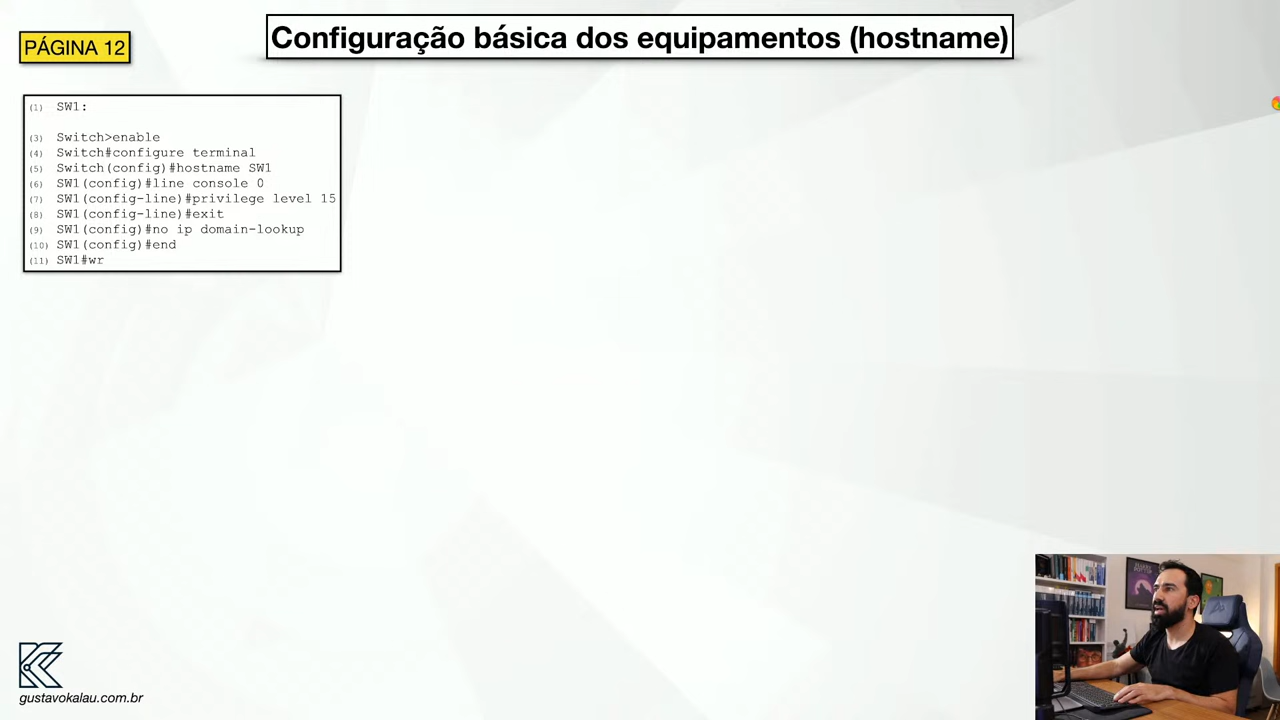 PÁGINA 12
Configuração básica dos equipamentos (hostname)
(1) SW1:
(3) Switch>enable
(4) Switch#configure terminal
(5) Switch(config)#hostname SW1
(6) SW1(config)#line console 0
(7) SW1(config-line)#privilege level 15
(8) SW1(config-line)#exit
(9) SW1(config)#no ip domain-lookup
(10) SW1(config)#end
(11) SW1#wr
gustavokalau.com.br